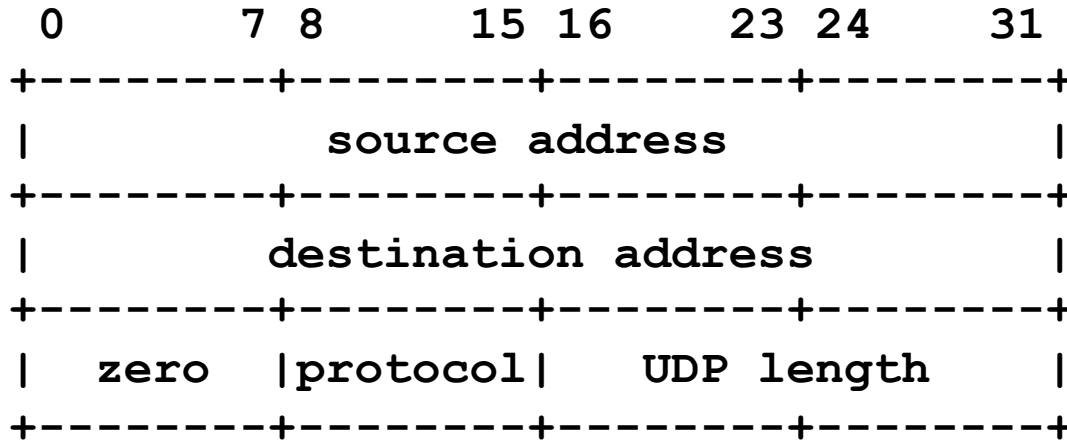 0      7 8     15 16    23 24    31
+--------+--------+--------+--------+
|          source address           |
+--------+--------+--------+--------+
|        destination address        |
+--------+--------+--------+--------+
|  zero  |protocol|   UDP length    |
+--------+--------+--------+--------+